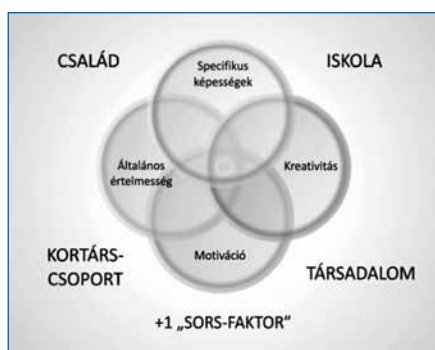 CSALÁD
ISKOLA
Specifikus
képességek
Általános
értelmesség
Kreativitás
Motiváció
KORTÁRS-
CSOPORT
TÁRSADALOM
+1 „SORS-FAKTOR”